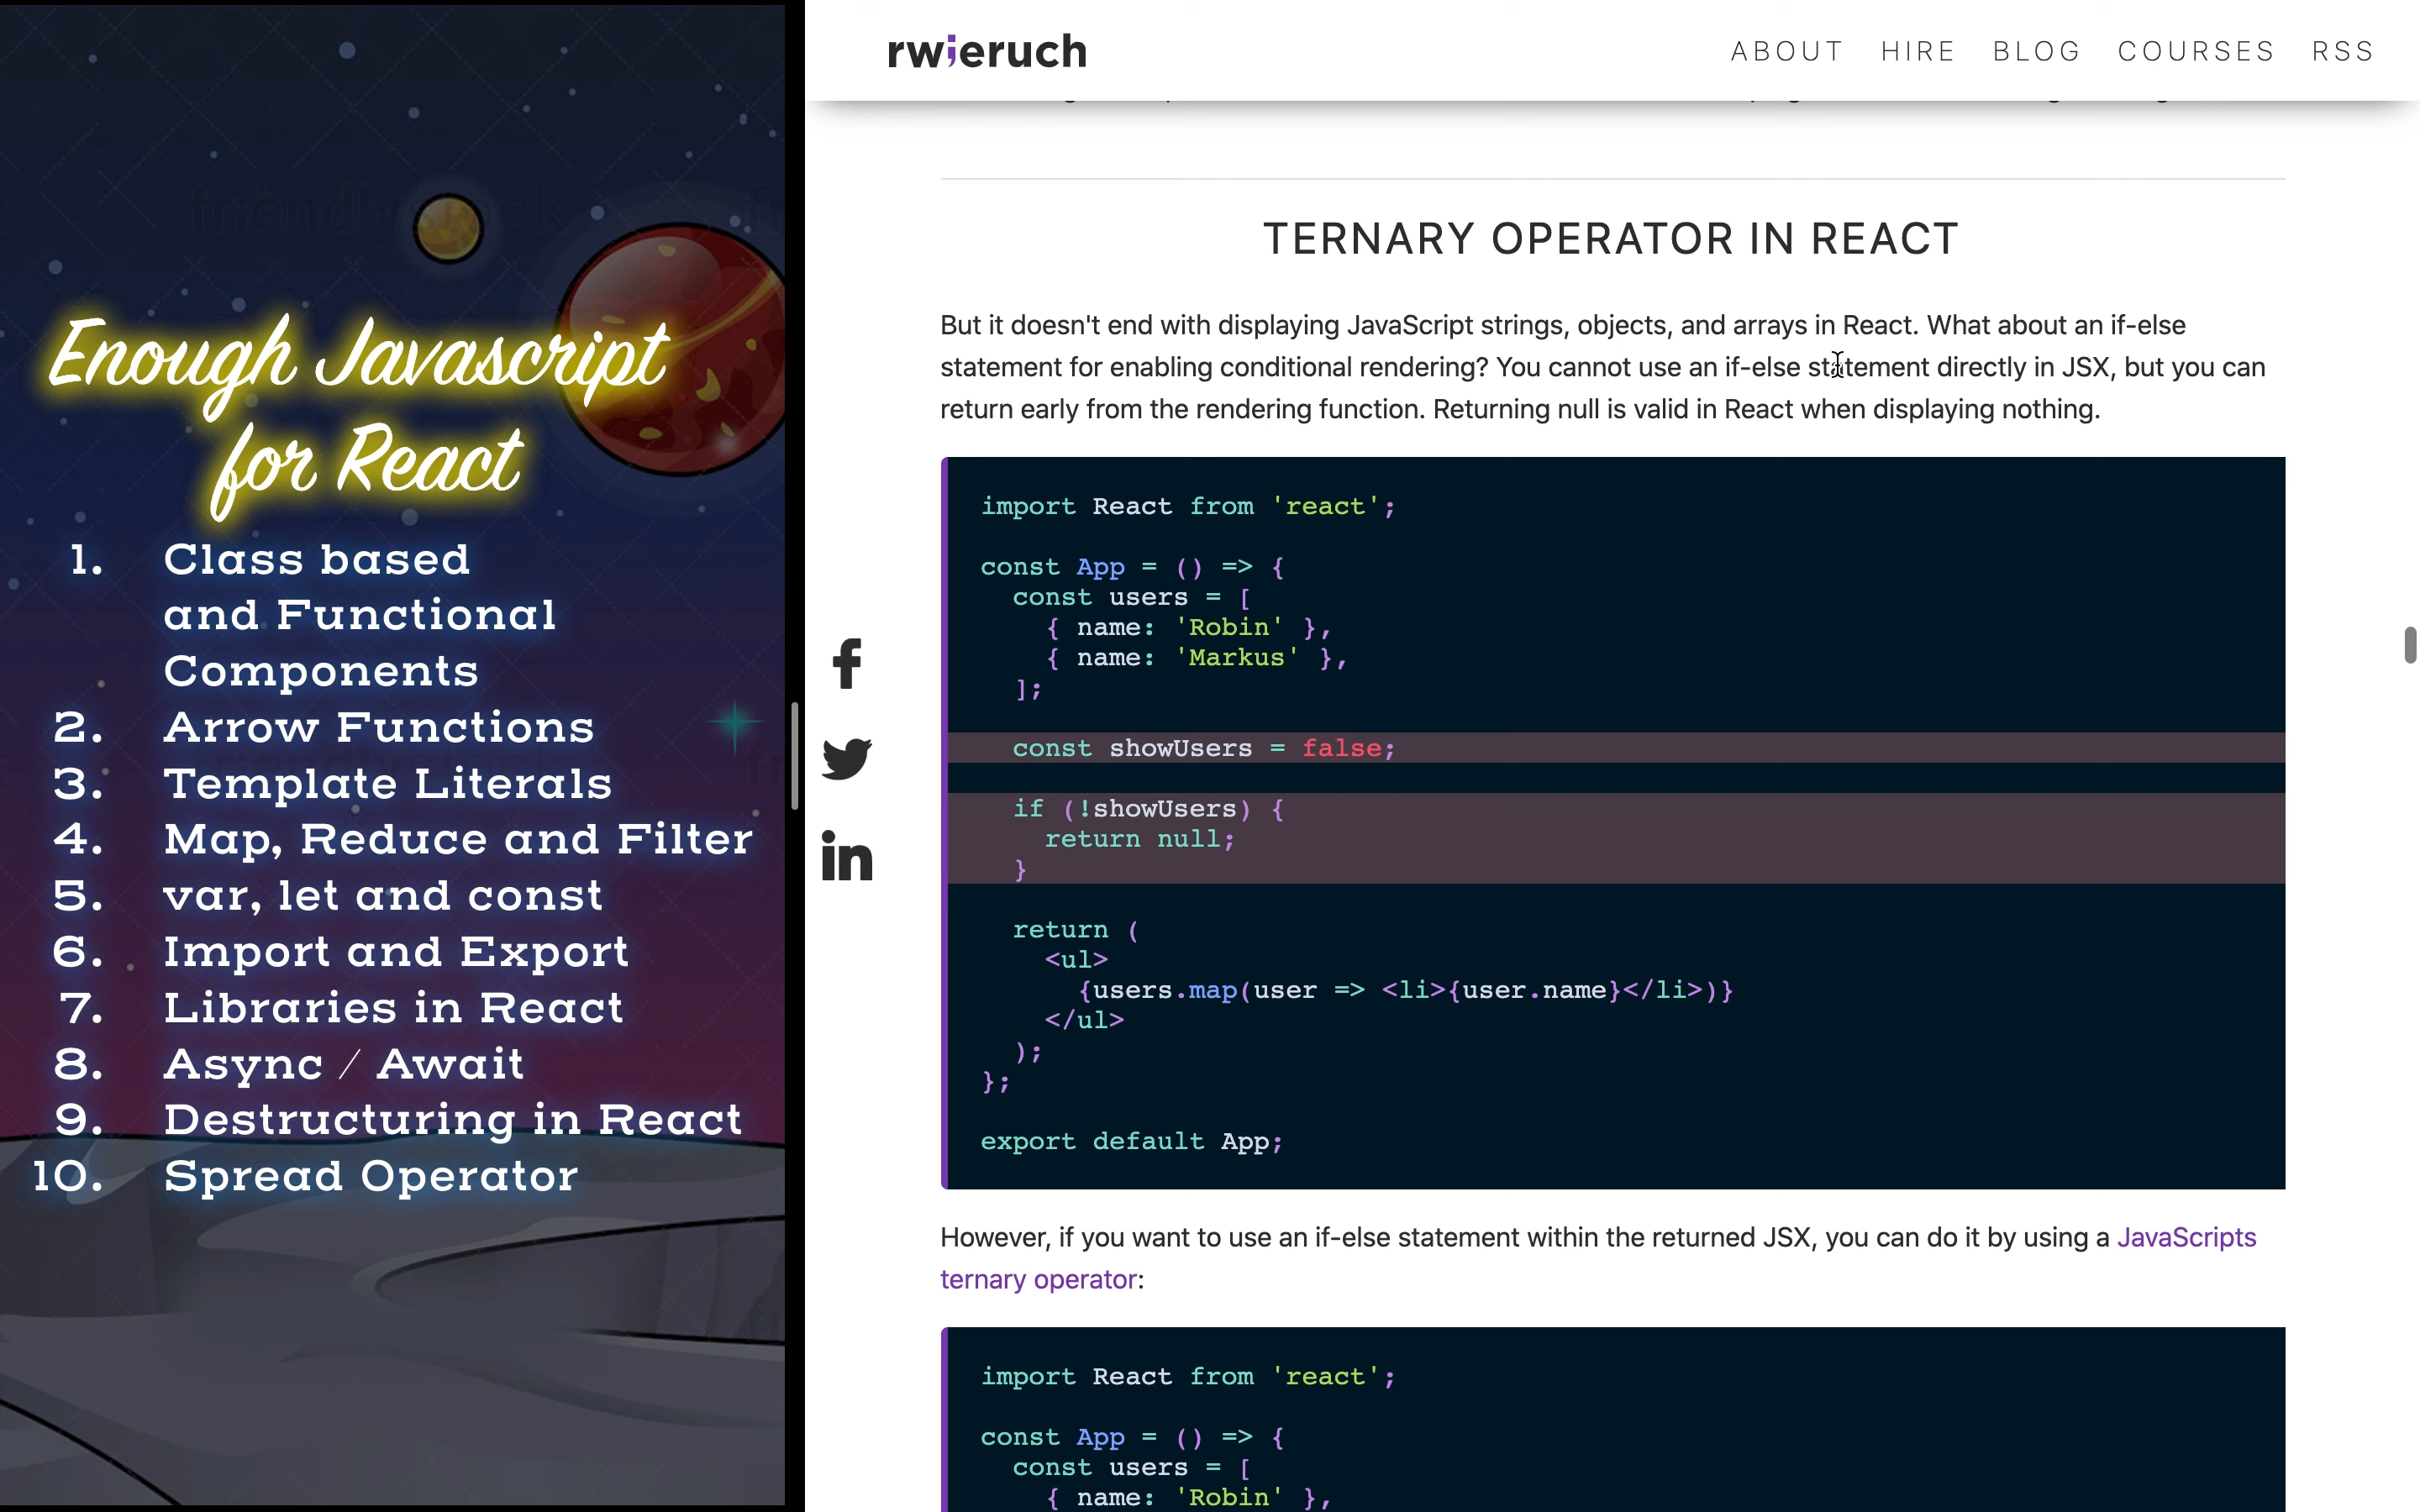 Enough Javascript
for React
1. Class based
and Functional
Components
2. Arrow Functions
3. Template Literals
4. Map, Reduce and Filter
5. var, let and const
6. Import and Export
7. Libraries in React
8. Async / Await
9. Destructuring in React
10. Spread Operator
rwieruch
ABOUT HIRE BLOG COURSES RSS
TERNARY OPERATOR IN REACT
But it doesn't end with displaying JavaScript strings, objects, and arrays in React. What about an if-else
statement for enabling conditional rendering? You cannot use an if-else statement directly in JSX, but you can
return early from the rendering function. Returning null is valid in React when displaying nothing.
import React from 'react';
const App = () => {
const users = [
{ name: 'Robin' },
{ name: 'Markus' },
];
const showUsers = false;
if (!showUsers) {
return null;
}
return (
<ul>
{users.map(user => <li>{user.name}</li>)}
</ul>
);
};
export default App;
However, if you want to use an if-else statement within the returned JSX, you can do it by using a JavaScripts
ternary operator:
import React from 'react';
const App = () => {
const users = [
{ name: 'Robin' },